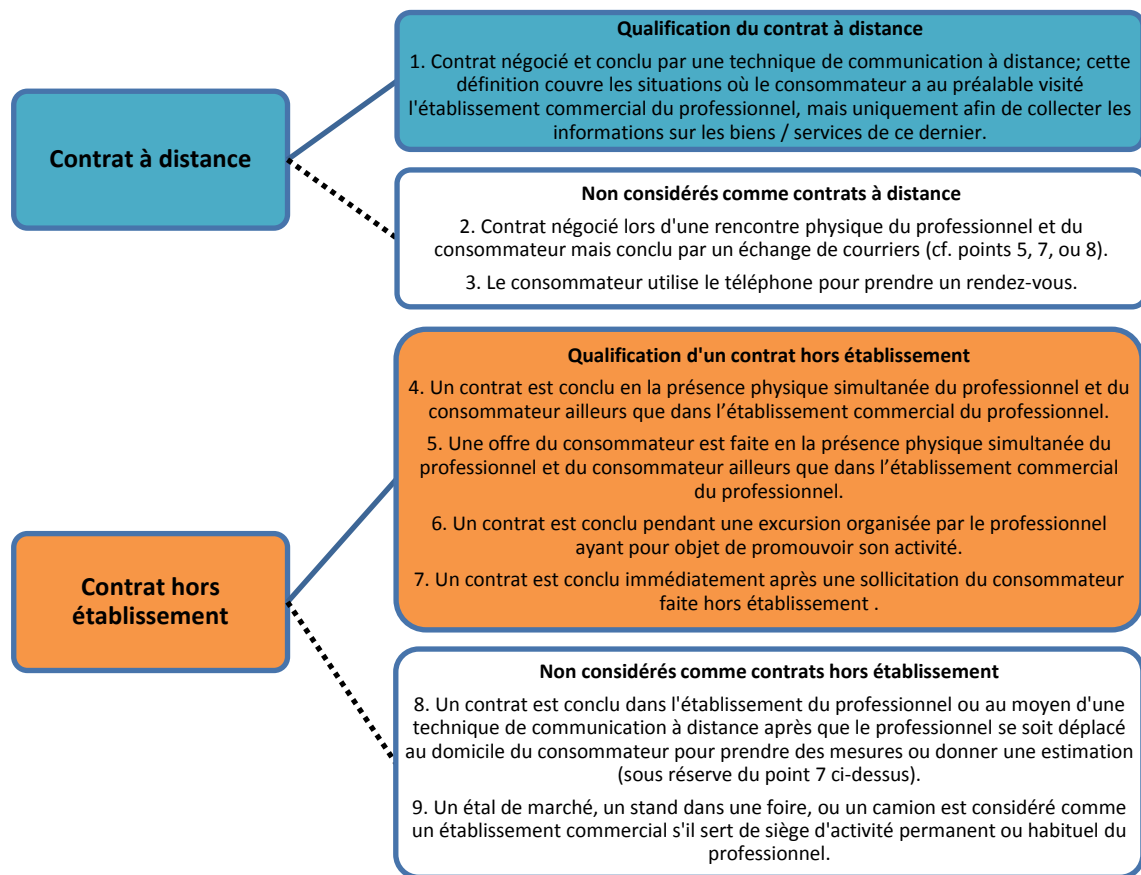 Contrat à distance
Qualification du contrat à distance
1. Contrat négocié et conclu par une technique de communication à distance; cette
définition couvre les situations où le consommateur a au préalable visité
l'établissement commercial du professionnel, mais uniquement afin de collecter les
informations sur les biens / services de ce dernier.
Non considérés comme contrats à distance
2. Contrat négocié lors d'une rencontre physique du professionnel et du
consommateur mais conclu par un échange de courriers (cf. points 5, 7, ou 8).
3. Le consommateur utilise le téléphone pour prendre un rendez-vous.
Contrat hors
établissement
Qualification d'un contrat hors établissement
4. Un contrat est conclu en la présence physique simultanée du professionnel et du
consommateur ailleurs que dans l’établissement commercial du professionnel.
5. Une offre du consommateur est faite en la présence physique simultanée du
professionnel et du consommateur ailleurs que dans l’établissement commercial
du professionnel.
6. Un contrat est conclu pendant une excursion organisée par le professionnel
ayant pour objet de promouvoir son activité.
7. Un contrat est conclu immédiatement après une sollicitation du consommateur
faite hors établissement .
Non considérés comme contrats hors établissement
8. Un contrat est conclu dans l'établissement du professionnel ou au moyen d'une
technique de communication à distance après que le professionnel se soit déplacé
au domicile du consommateur pour prendre des mesures ou donner une estimation
(sous réserve du point 7 ci-dessus).
9. Un étal de marché, un stand dans une foire, ou un camion est considéré comme
un établissement commercial s'il sert de siège d'activité permanent ou habituel du
professionnel.